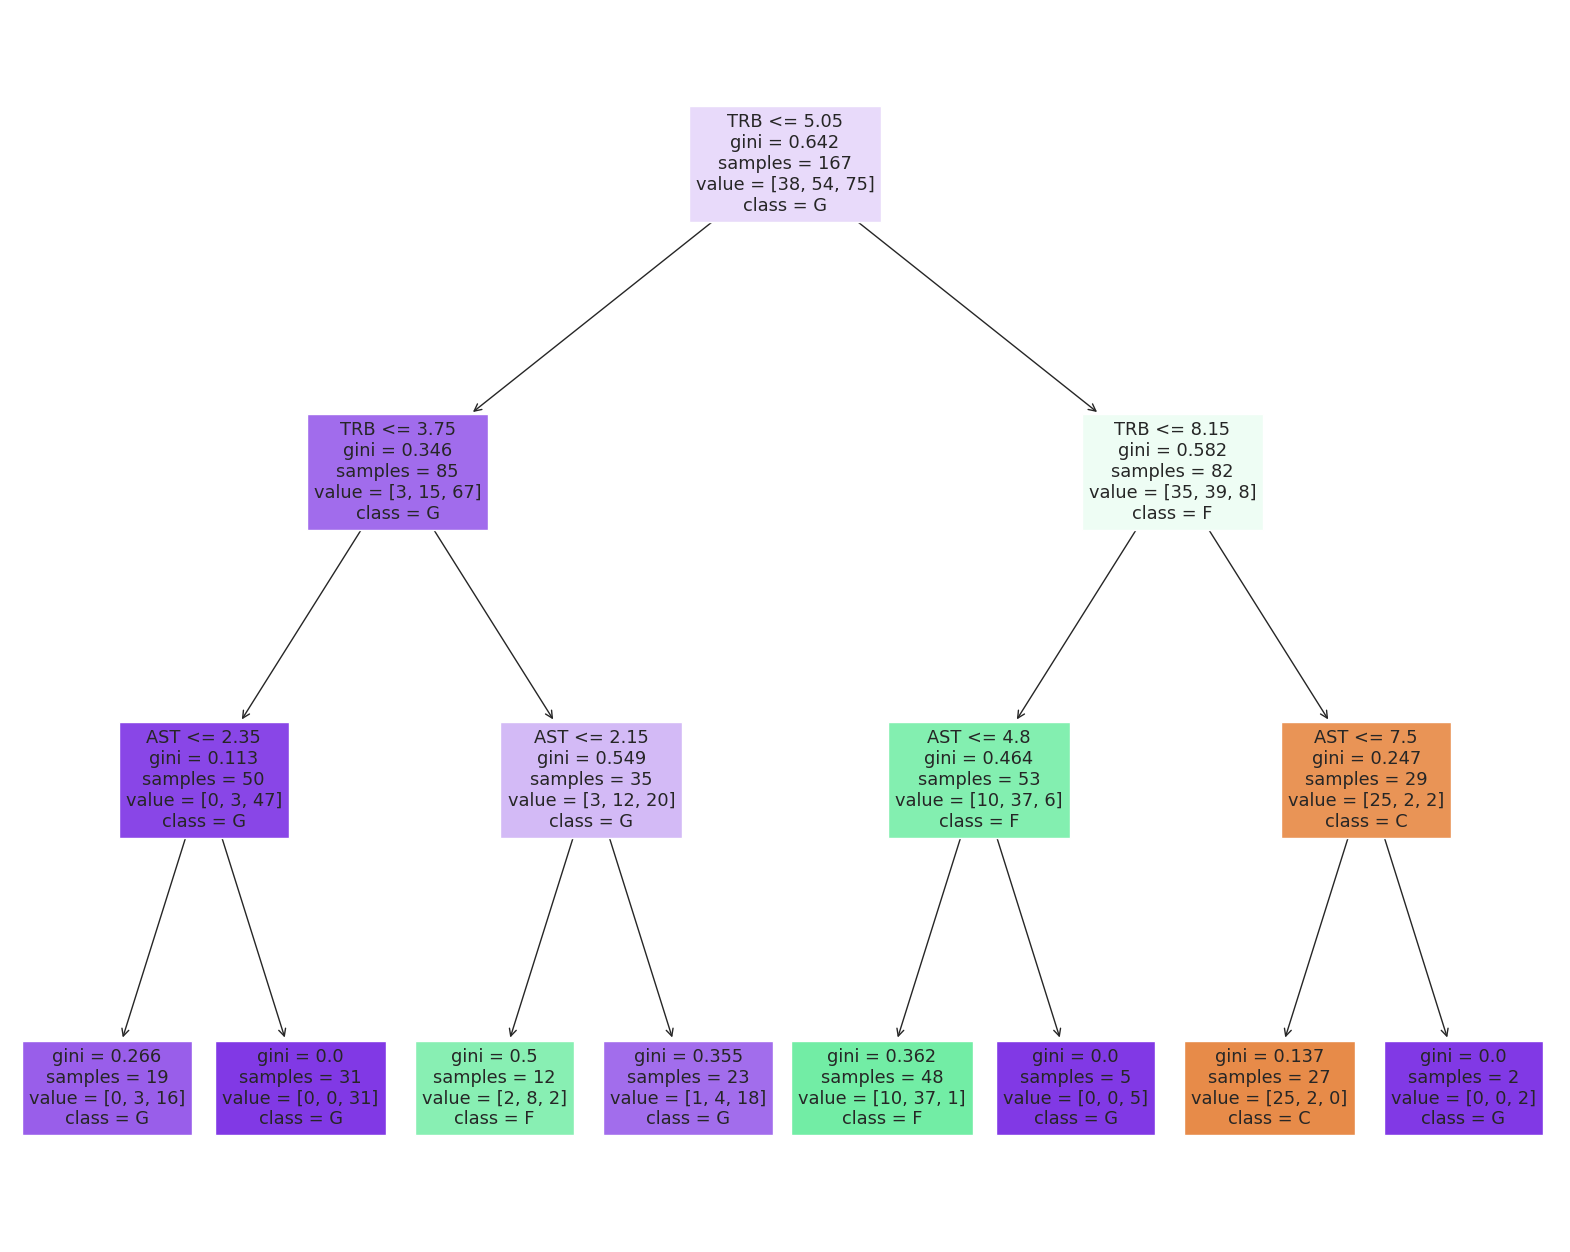 TRB <= 5.05
gini = 0.642
samples = 167
value = [38, 54, 75]
class = G
TRB <= 3.75
gini = 0.346
samples = 85
value = [3, 15, 67]
class = G
TRB <= 8.15
gini = 0.582
samples = 82
value = [35, 39, 8]
class = F
AST <= 2.35
gini = 0.113
samples = 50
value = [0, 3, 47]
class = G
AST <= 2.15
gini = 0.549
samples = 35
value = [3, 12, 20]
class = G
AST <= 4.8
gini = 0.464
samples = 53
value = [10, 37, 6]
class = F
AST <= 7.5
gini = 0.247
samples = 29
value = [25, 2, 2]
class = C
gini = 0.266
samples = 19
value = [0, 3, 16]
class = G
gini = 0.0
samples = 31
value = [0, 0, 31]
class = G
gini = 0.5
samples = 12
value = [2, 8, 2]
class = F
gini = 0.355
samples = 23
value = [1, 4, 18]
class = G
gini = 0.362
samples = 48
value = [10, 37, 1]
class = F
gini = 0.0
samples = 5
value = [0, 0, 5]
class = G
gini = 0.137
samples = 27
value = [25, 2, 0]
class = C
gini = 0.0
samples = 2
value = [0, 0, 2]
class = G